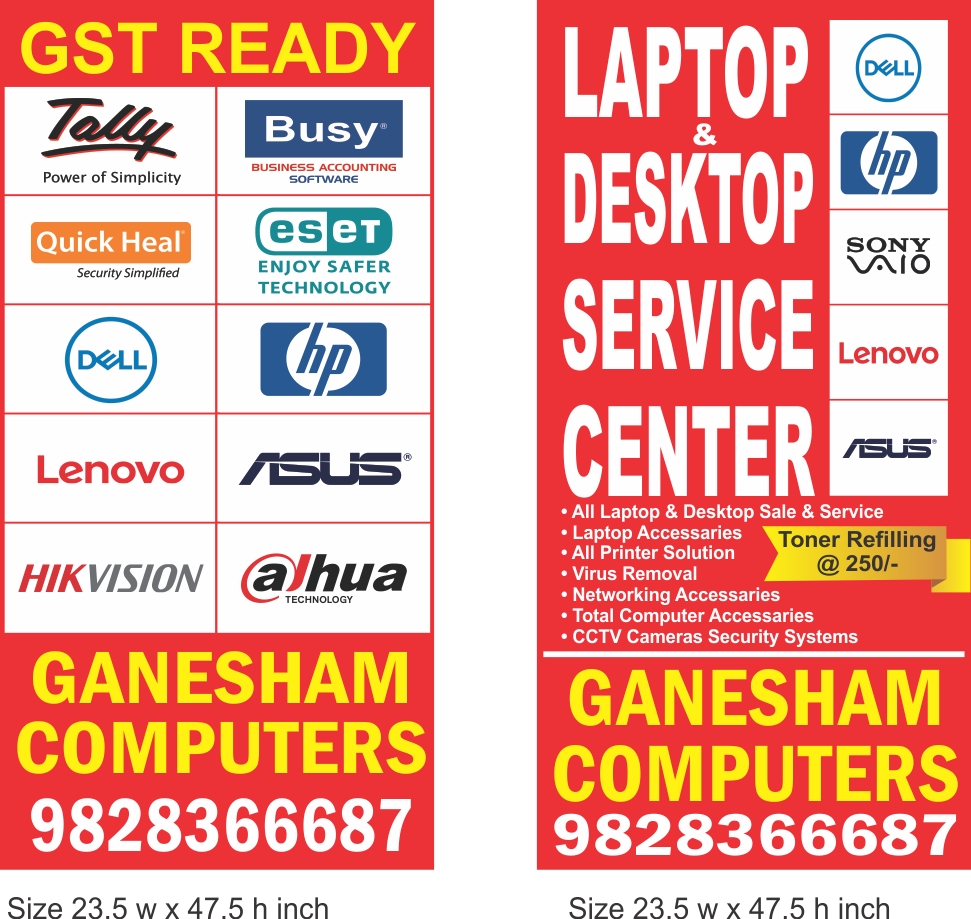 GST READY
Tally
Power of Simplicity
Busy®
BUSINESS ACCOUNTING
SOFTWARE
Quick Heal
Security Simplified
eseT
ENJOY SAFER
TECHNOLOGY
DELL
hp
Lenovo
ASUS®
HIKVISION
alhua
TECHNOLOGY
GANESHAM
COMPUTERS
9828366687
Size 23.5 w x 47.5 h inch
LAPTOP
&
DESKTOP
SERVICE
CENTER
DELL
hp
SONY
VAIO
Lenovo
ASUS®
• All Laptop & Desktop Sale & Service
• Laptop Accessaries
• All Printer Solution
• Virus Removal
• Networking Accessaries
• Total Computer Accessaries
• CCTV Cameras Security Systems
Toner Refilling
@ 250/-
GANESHAM
COMPUTERS
9828366687
Size 23.5 w x 47.5 h inch